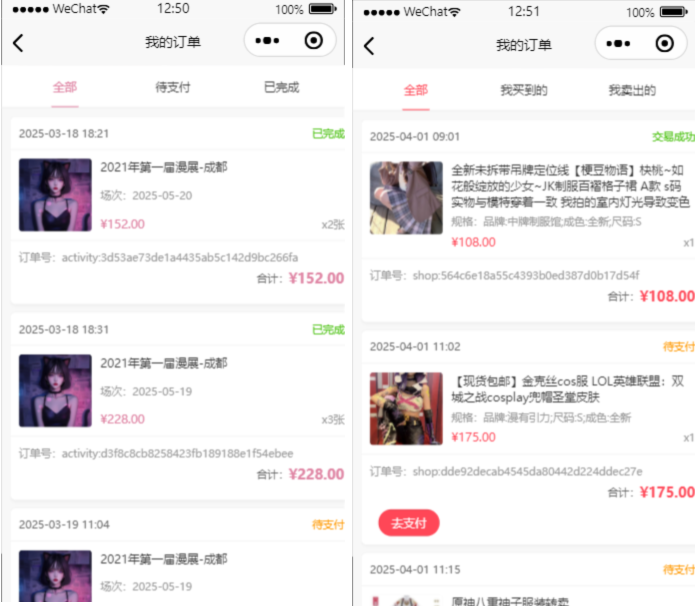 WeChat
12:50
100%
我的订单
全部
待支付
已完成
2025-03-18 18:21
已完成
2021年第一届漫展-成都
场次：2025-05-20
¥152.00
x2张
订单号：activity:3d53ae73de1a4435ab5c142d9bc266fa
合计：¥152.00
2025-03-18 18:31
已完成
2021年第一届漫展-成都
场次：2025-05-19
¥228.00
x3张
订单号：activity:d3f8c8cb8258423fb189188e1f54ebee
合计：¥228.00
2025-03-19 11:04
待支付
2021年第一届漫展-成都
场次：2025-05-19
WeChat
12:51
100%
我的订单
全部
我买到的
我卖出的
2025-04-01 09:01
交易成功
全新未拆带吊牌定位线【梗豆物语】枎桃~如
花般绽放的少女~JK制服百褶格子裙 A款 s码
实物与模特穿着一致 我拍的室内灯光导致变色
规格：品牌:中牌制服馆;成色:全新;尺码:S
¥108.00
x1
订单号：shop:564c6e18a55c4393b0ed387d0b17d54f
合计：¥108.00
2025-04-01 11:02
待支付
【现货包邮】金克丝cos服 LOL英雄联盟：双
城之战cosplay兜帽圣堂皮肤
规格：品牌:漫有引力;尺码:S;成色:全新
¥175.00
x1
订单号：shop:dde92decab4545da80442d224ddec27e
合计：¥175.00
去支付
2025-04-01 11:15
待支付
原神八重神子服装转卖